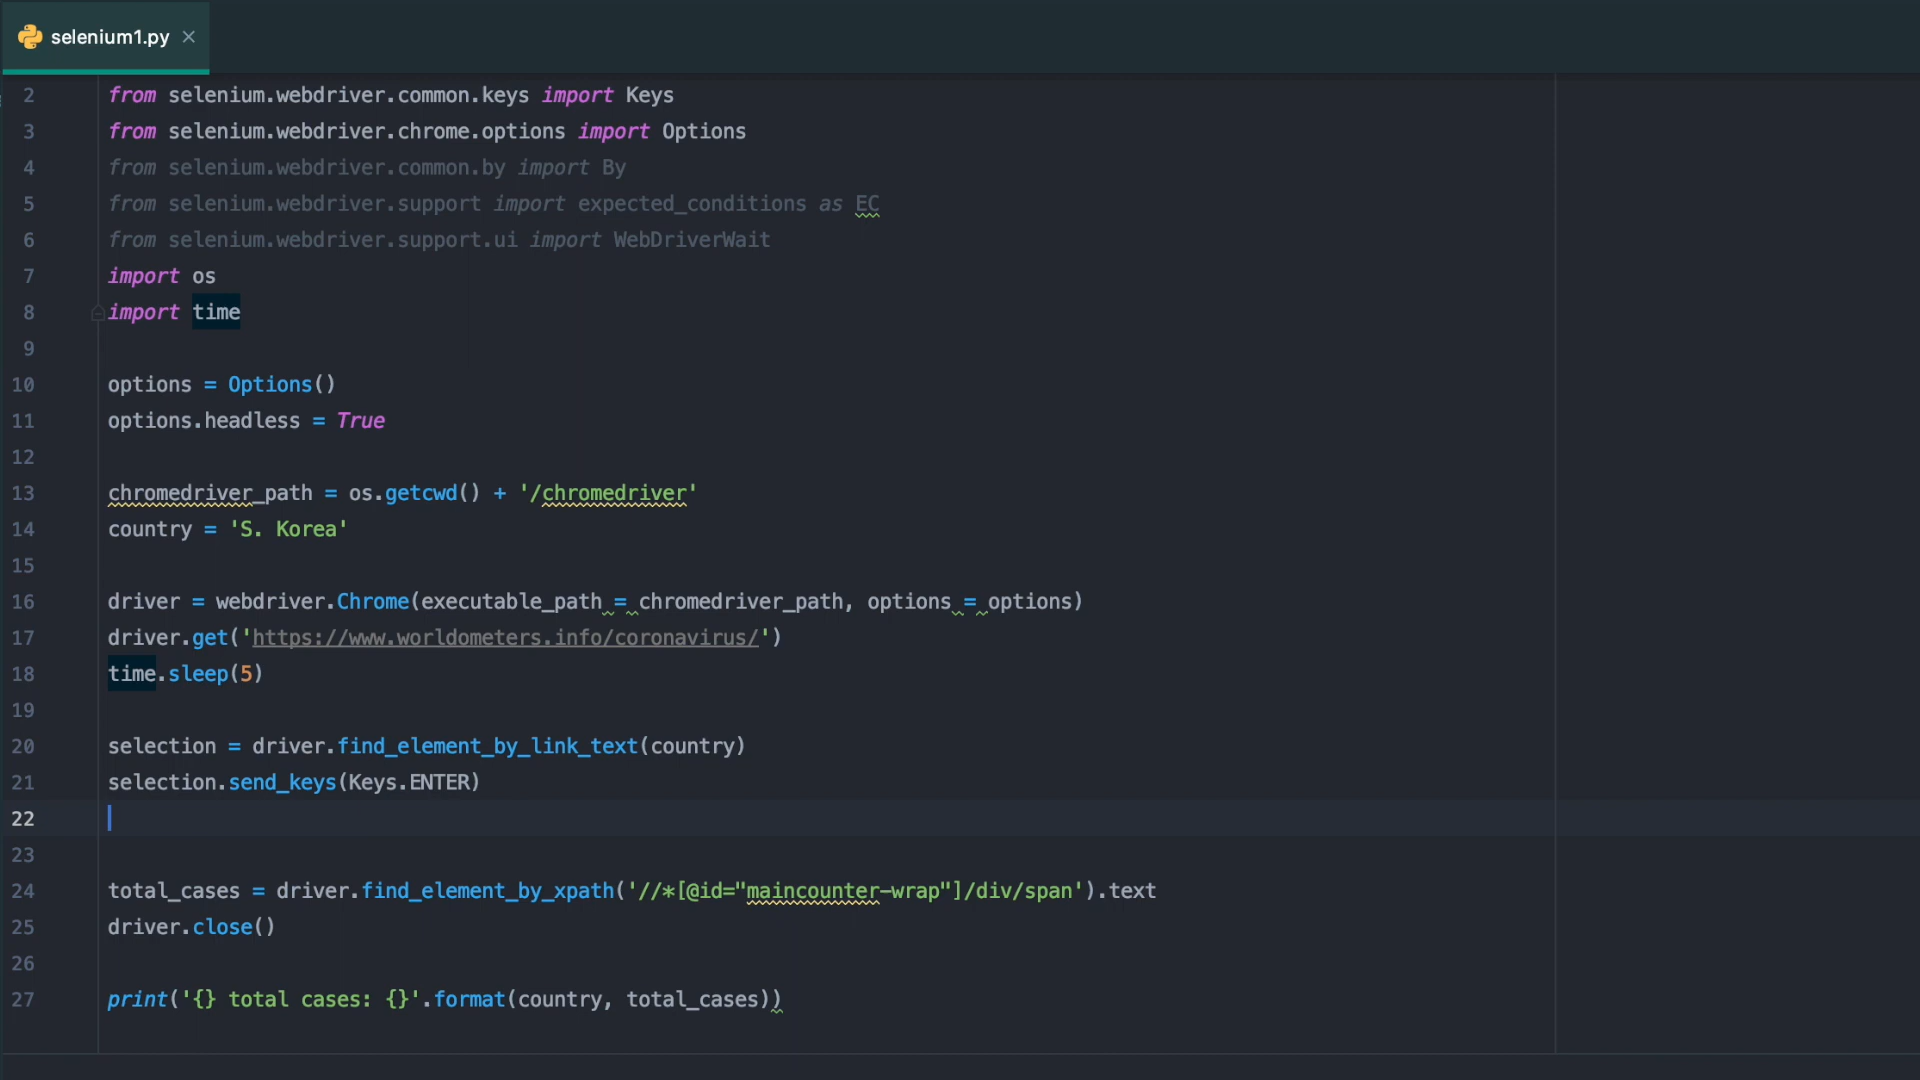 selenium1.py ×
2 from selenium.webdriver.common.keys import Keys
3 from selenium.webdriver.chrome.options import Options
4 from selenium.webdriver.common.by import By
5 from selenium.webdriver.support import expected_conditions as EC
6 from selenium.webdriver.support.ui import WebDriverWait
7 import os
8 import time
9
10 options = Options()
11 options.headless = True
12
13 chromedriver_path = os.getcwd() + '/chromedriver'
14 country = 'S. Korea'
15
16 driver = webdriver.Chrome(executable_path = chromedriver_path, options = options)
17 driver.get('https://www.worldometers.info/coronavirus/')
18 time.sleep(5)
19
20 selection = driver.find_element_by_link_text(country)
21 selection.send_keys(Keys.ENTER)
22
23
24 total_cases = driver.find_element_by_xpath('//*[@id="maincounter-wrap"]/div/span').text
25 driver.close()
26
27 print('{} total cases: {}'.format(country, total_cases))